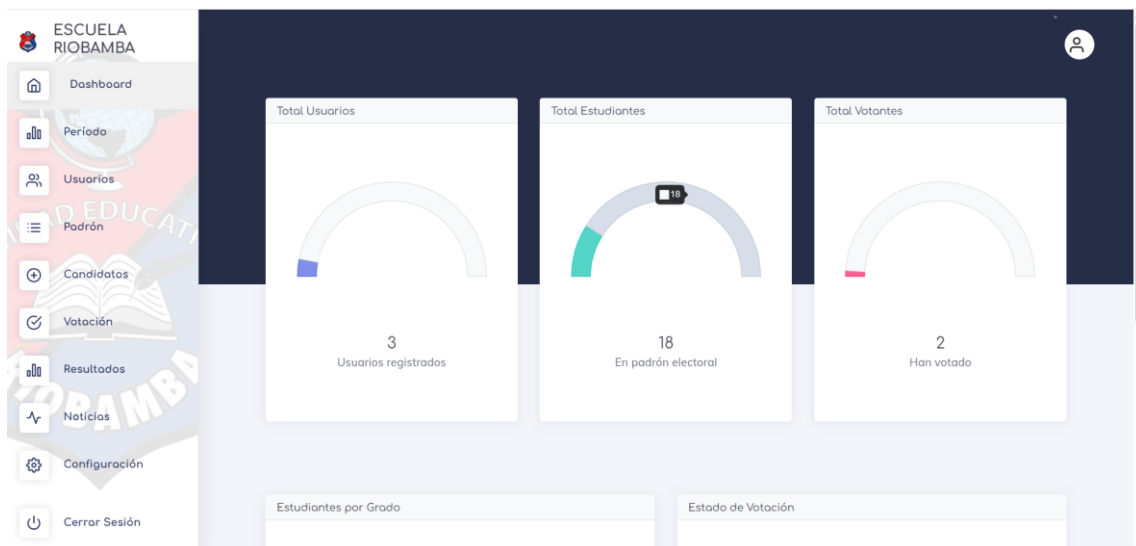 ESCUELA
RIOBAMBA
Dashboard
Período
Usuarios
Padrón
Candidatos
Votación
Resultados
Noticias
Configuración
Cerrar Sesión
Total Usuarios
3
Usuarios registrados
Total Estudiantes
18
18
En padrón electoral
Total Votantes
2
Han votado
Estudiantes por Grado
Estado de Votación
RIOBAMBA